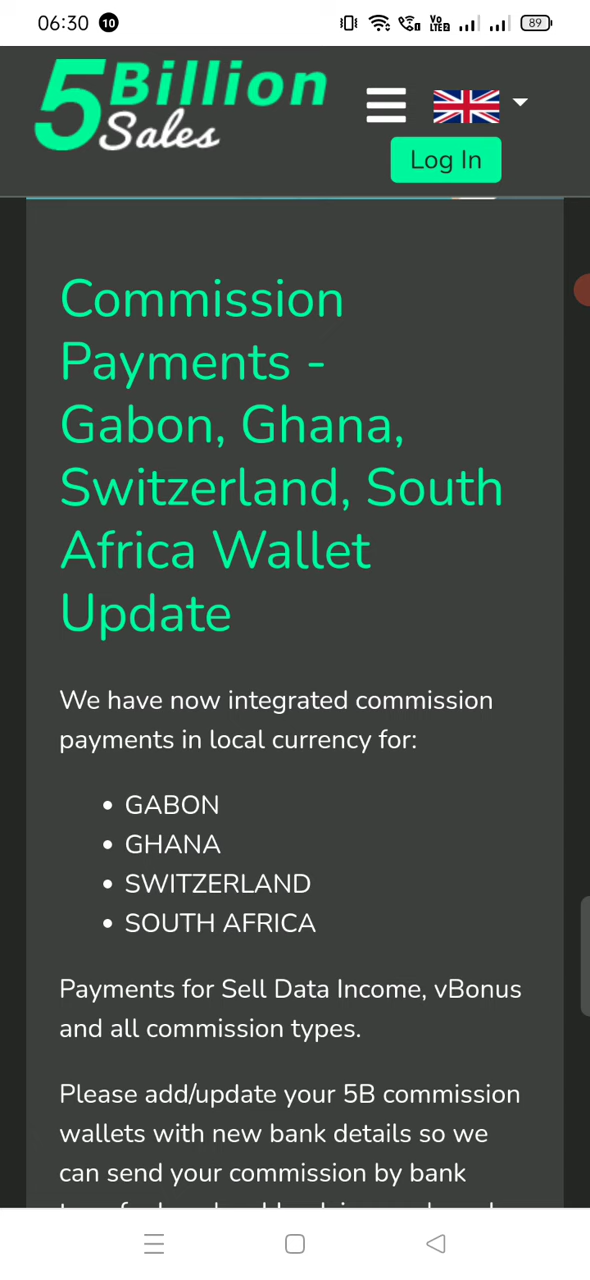 06:30 10 Vo LTE2 89
5Billion
Sales
Log In
Commission
Payments -
Gabon, Ghana,
Switzerland, South
Africa Wallet
Update
We have now integrated commission
payments in local currency for:
• GABON
• GHANA
• SWITZERLAND
• SOUTH AFRICA
Payments for Sell Data Income, vBonus
and all commission types.
Please add/update your 5B commission
wallets with new bank details so we
can send your commission by bank